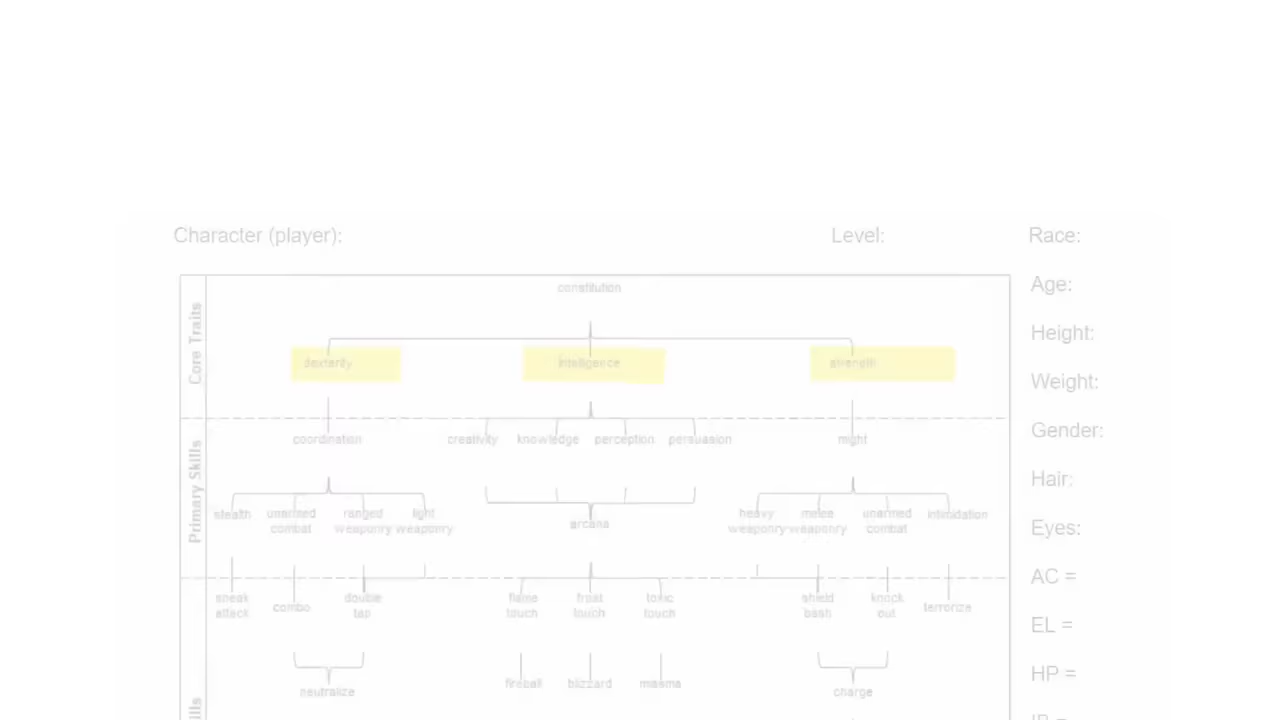 Character (player): Level: Race:
Age:
Height:
Weight:
Gender:
Hair:
Eyes:
AC =
EL =
HP =
Core Traits
constitution
dexterity intelligence strength
Primary Skills
coordination creativity knowledge perception persuasion might
stealth unarmed combat ranged weaponry light weaponry arcana heavy weaponry melee weaponry unarmed combat intimidation
sneak attack combo double tap flame touch frost touch toxic touch shield bash knock out terrorize
neutralize fireball blizzard miasma charge